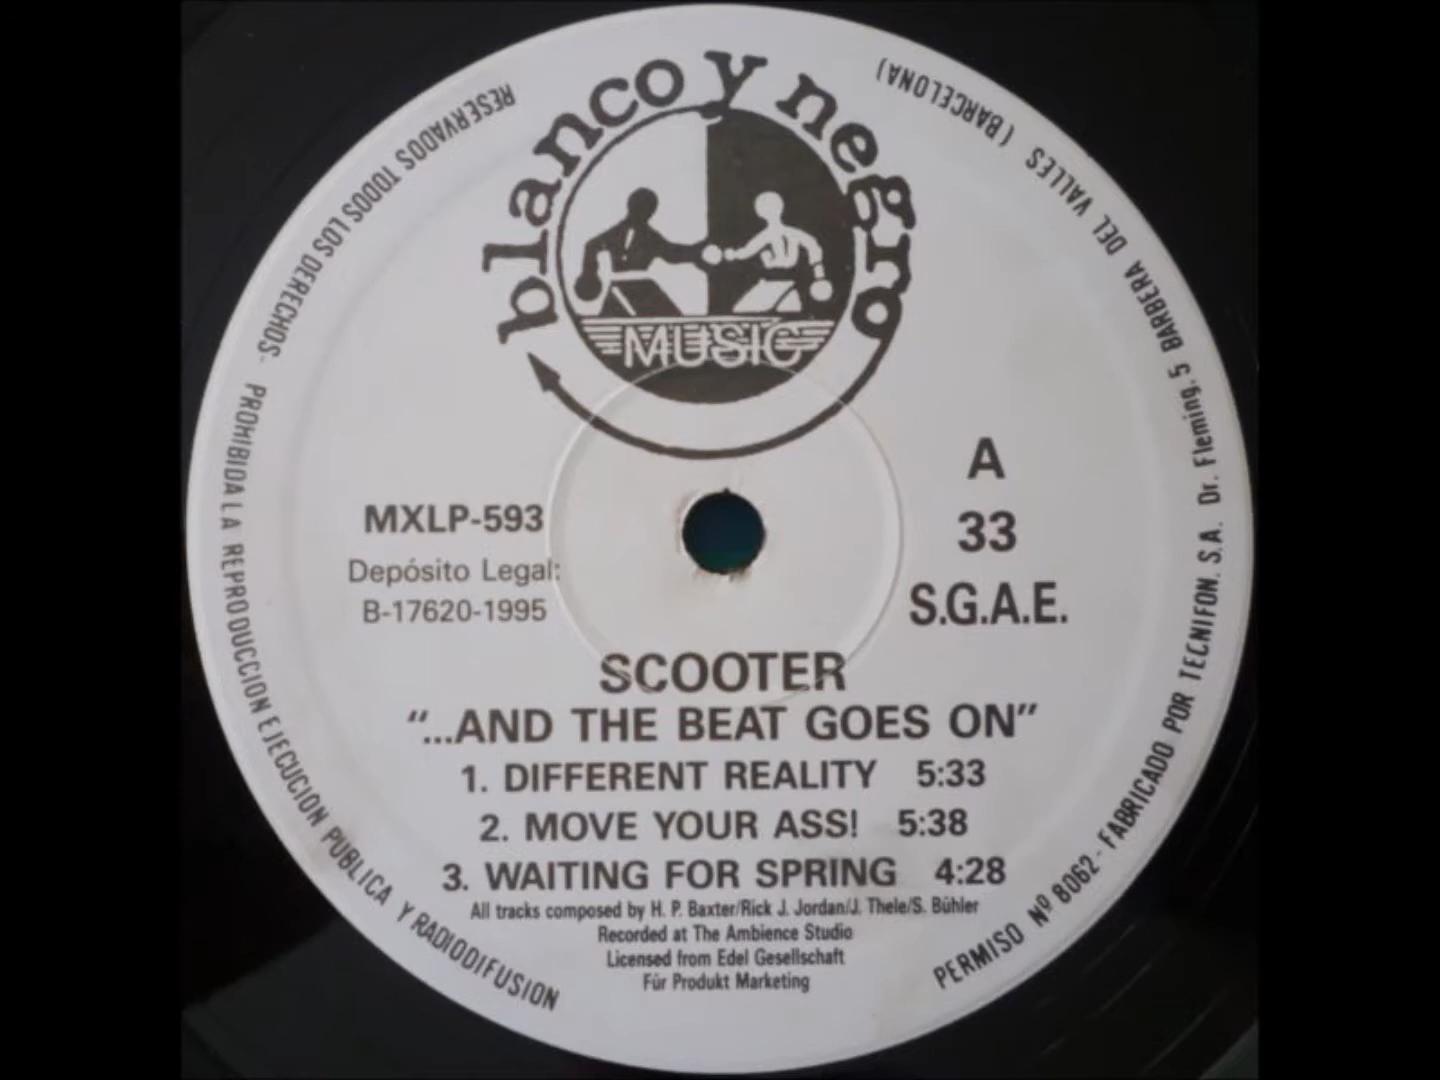 blanco y negro
MUSIC
RESERVADOS TODOS LOS DERECHOS· PROHIBIDA LA REPRODUCCION EJECUCIÓN PUBLICA Y RADIODIFUSION
PERMISO Nº 8062 - FABRICADO POR TECNIFON, S.A. Dr. Fleming, 5 BARBERA DEL VALLES (BARCELONA)
A
33
S.G.A.E.
MXLP-593
Depósito Legal:
B-17620-1995
SCOOTER
“...AND THE BEAT GOES ON”
1. DIFFERENT REALITY 5:33
2. MOVE YOUR ASS! 5:38
3. WAITING FOR SPRING 4:28
All tracks composed by H. P. Baxter/Rick J. Jordan/J. Thele/S. Bühler
Recorded at The Ambience Studio
Licensed from Edel Gesellschaft
Für Produkt Marketing